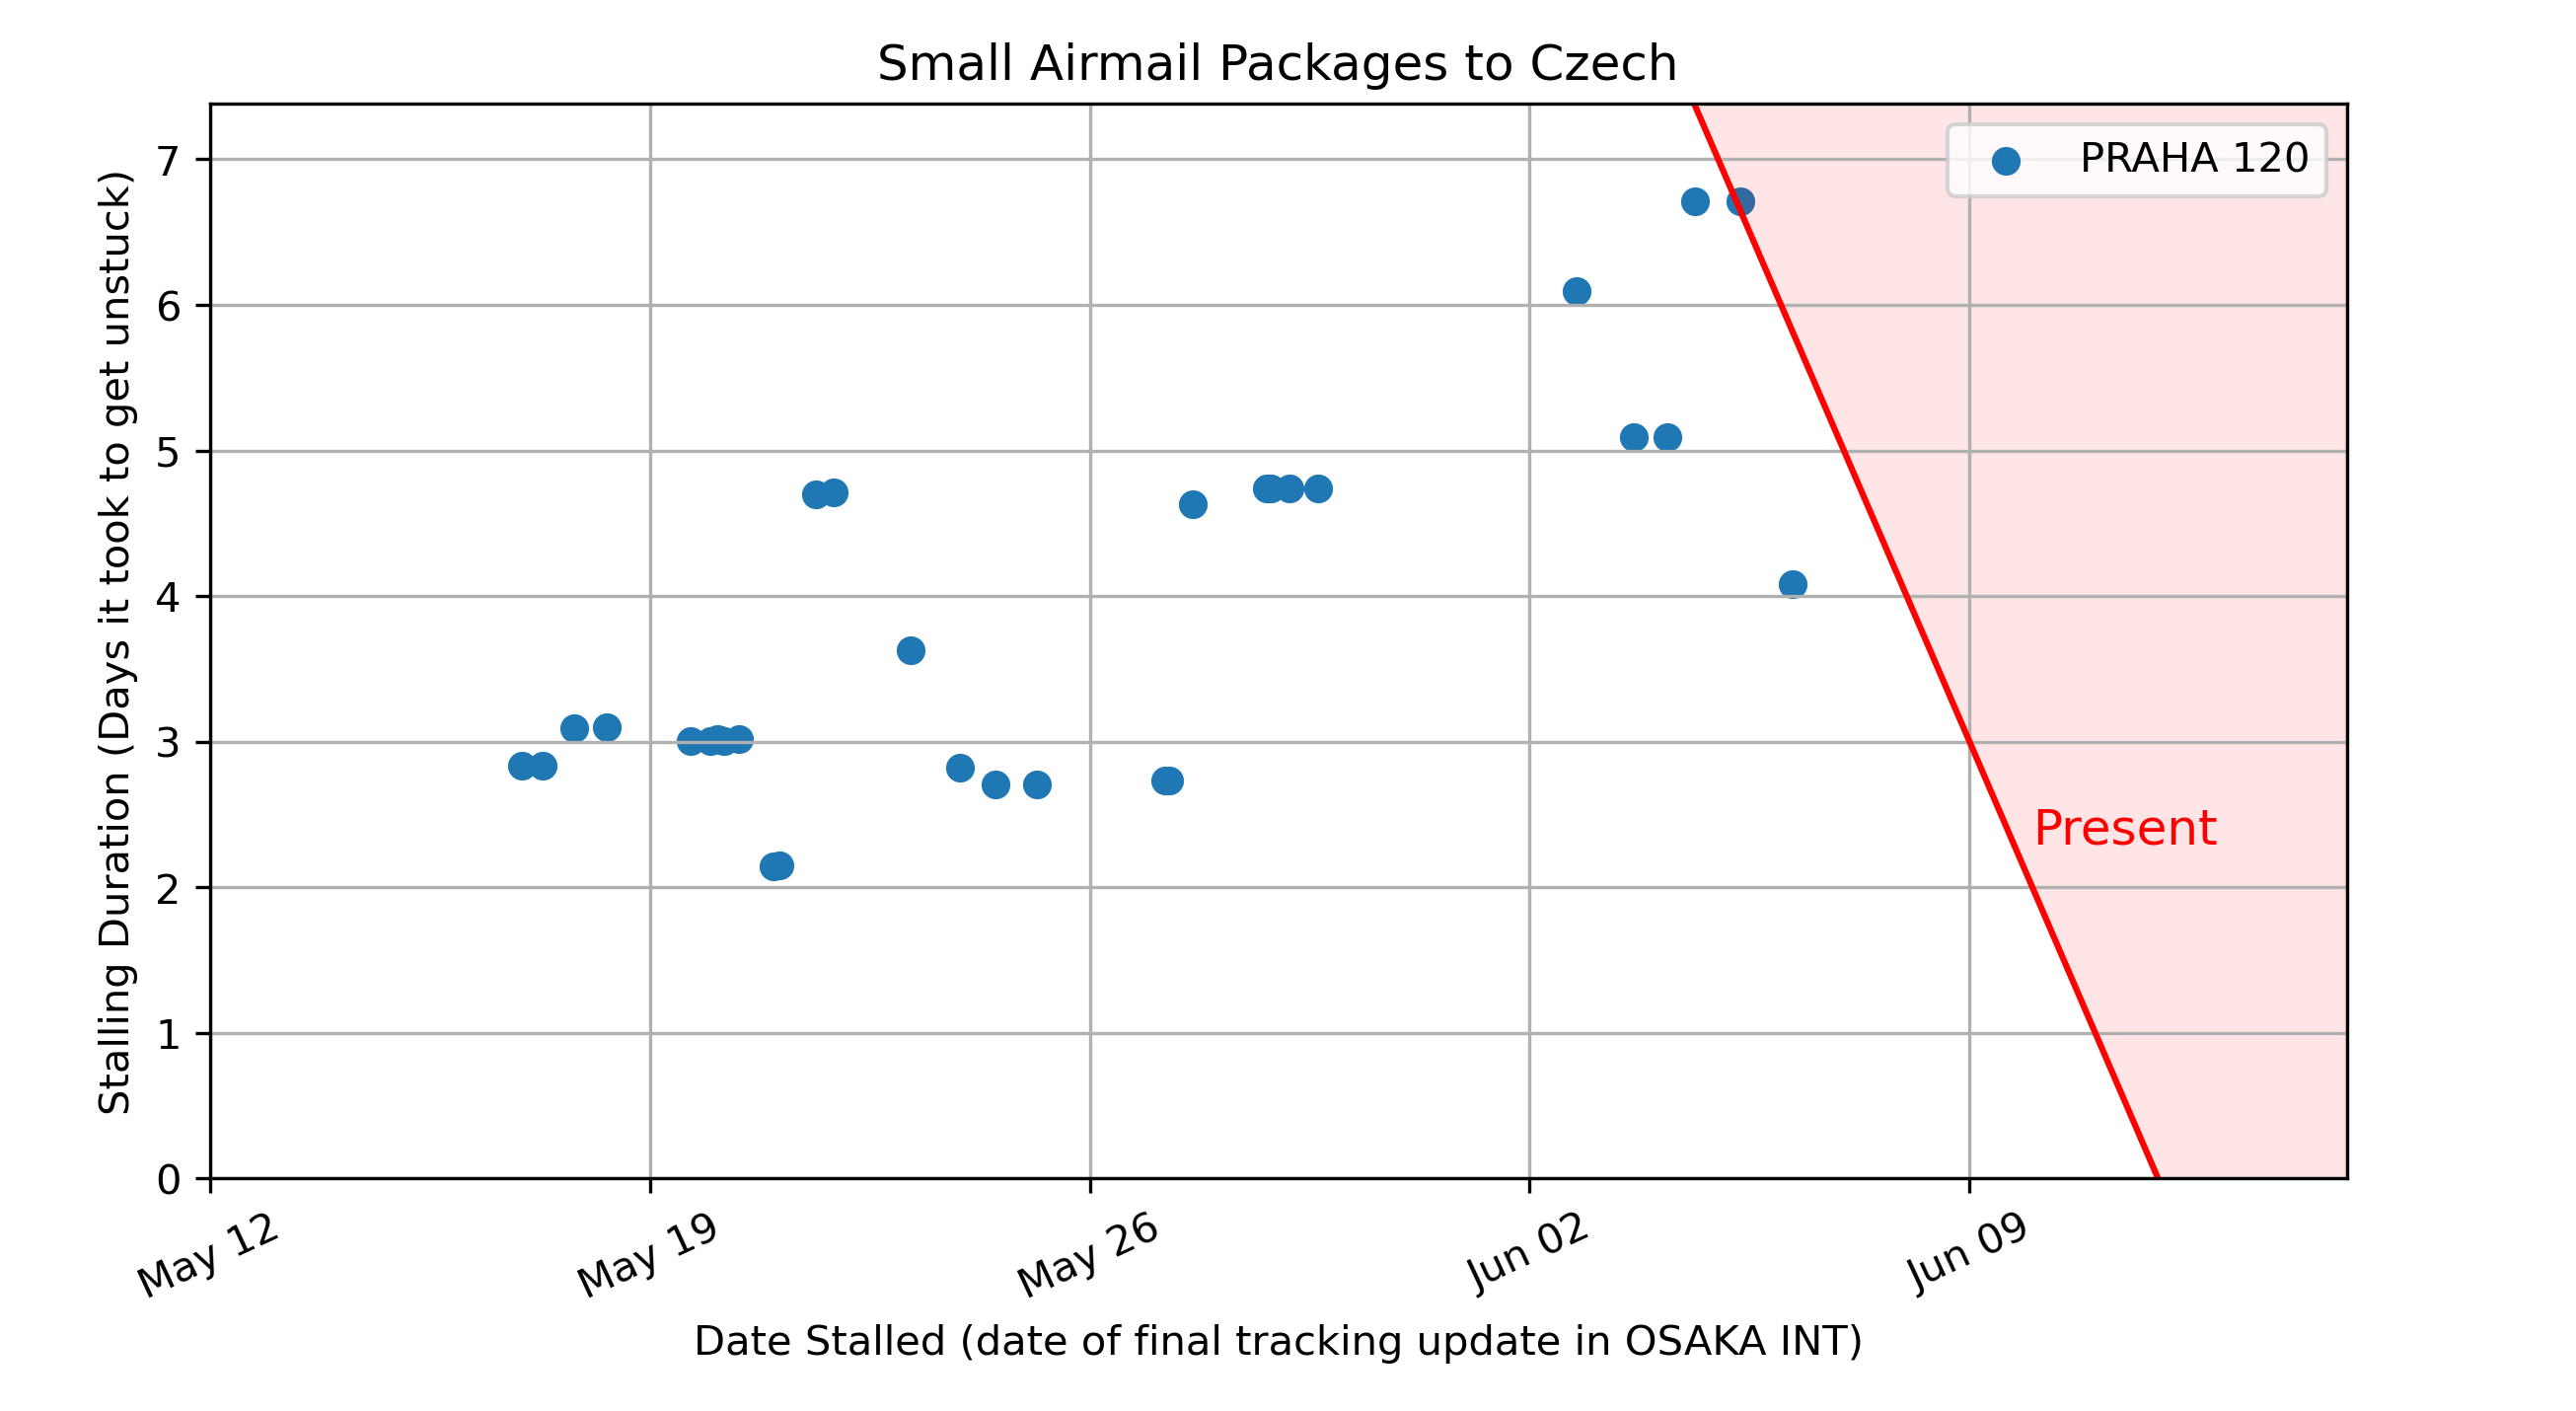 Small Airmail Packages to Czech
PRAHA 120
Stalling Duration (Days it took to get unstuck)
7
6
5
4
3
2
1
0
Present
May 12
May 19
May 26
Jun 02
Jun 09
Date Stalled (date of final tracking update in OSAKA INT)